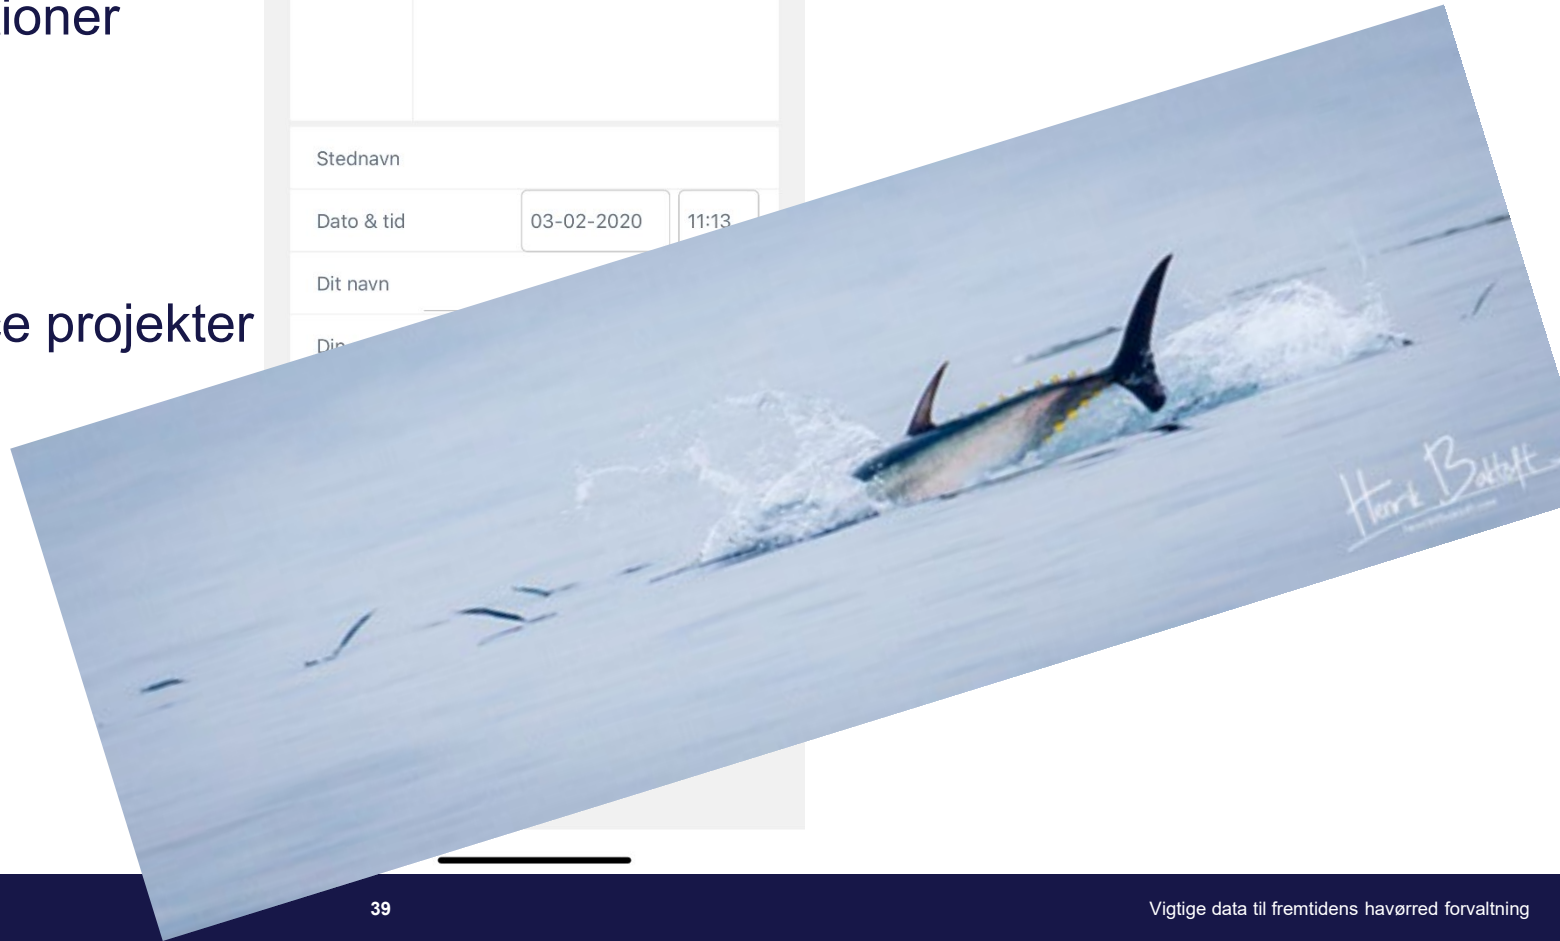 ioner
Stednavn
Dato & tid 03-02-2020 11:13
Dit navn
e projekter
Henrik Baktoft
39
Vigtige data til fremtidens havørred forvaltning